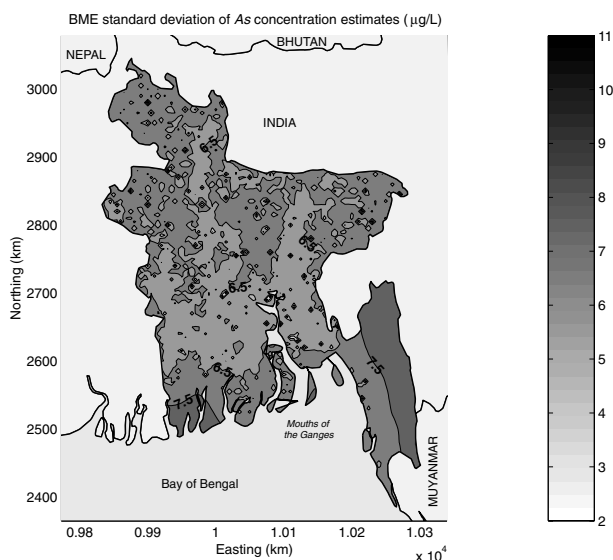 BME standard deviation of As concentration estimates (μg/L)
NEPAL
BHUTAN
INDIA
3000
2900
2800
2700
2600
2500
2400
Northing (km)
6.5
6.5
6.5
6.5
7.5
7.5
Mouths of
the Ganges
Bay of Bengal
MUYANMAR
0.98
0.99
1
1.01
1.02
1.03
x 10⁴
Easting (km)
11
10
9
8
7
6
5
4
3
2